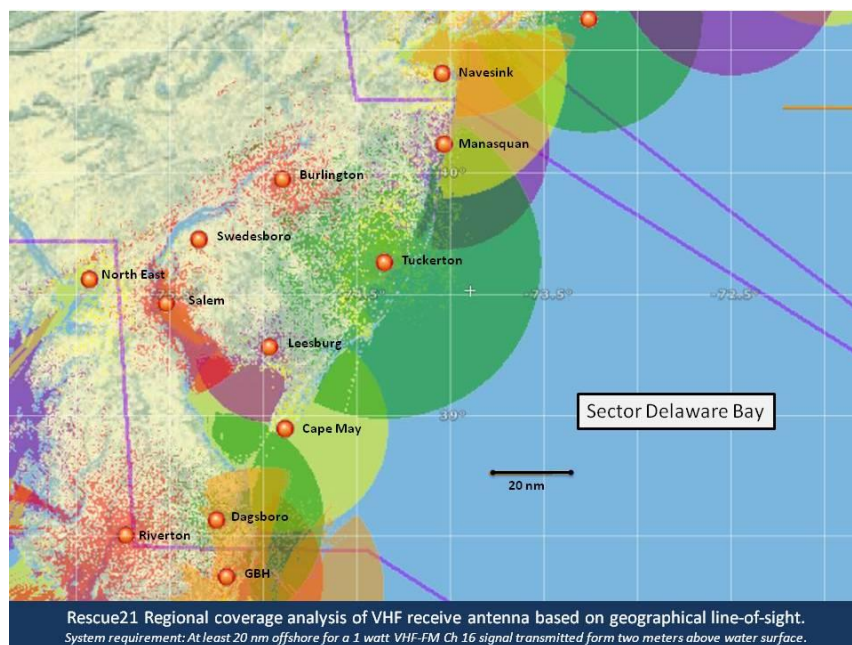 Navesink
Manasquan
Burlington
Swedesboro
Tuckerton
North East
Salem
-73.5°
-72.5°
Leesburg
39°
Sector Delaware Bay
Cape May
20 nm
Dagsboro
Riverton
GBH
Rescue21 Regional coverage analysis of VHF receive antenna based on geographical line-of-sight.
System requirement: At least 20 nm offshore for a 1 watt VHF-FM Ch 16 signal transmitted form two meters above water surface.